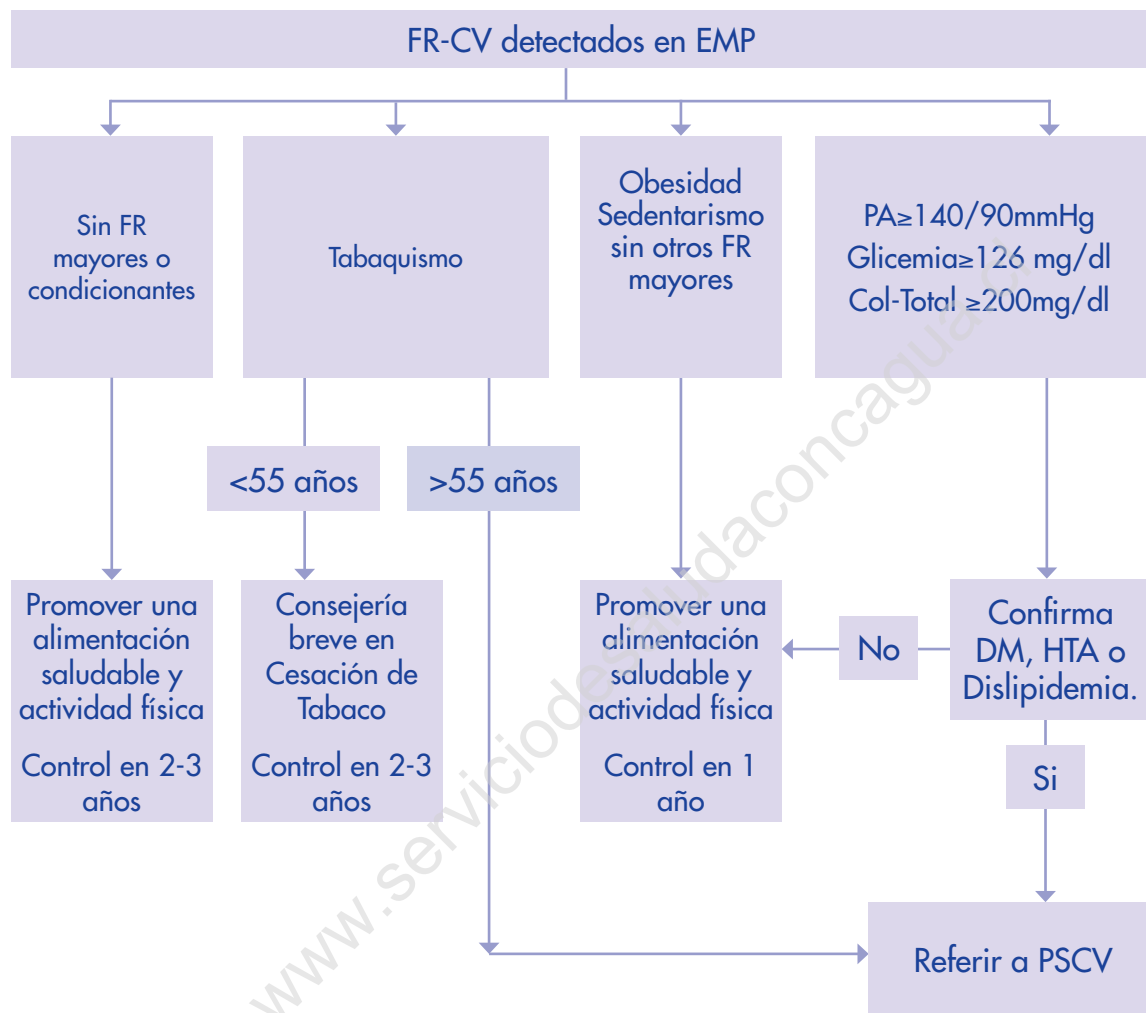 FR-CV detectados en EMP
Sin FR
mayores o
condicionantes
Tabaquismo
Obesidad
Sedentarismo
sin otros FR
mayores
PA≥140/90mmHg
Glicemia≥126 mg/dl
Col-Total ≥200mg/dl
<55 años
>55 años
Promover una
alimentación
saludable y
actividad física
Control en 2-3
años
Consejería
breve en
Cesación de
Tabaco
Control en 2-3
años
Promover una
alimentación
saludable y
actividad física
Control en 1
año
No
Confirma
DM, HTA o
Dislipidemia.
Si
Referir a PSCV
www.serviciodesaludaconcagua.cl